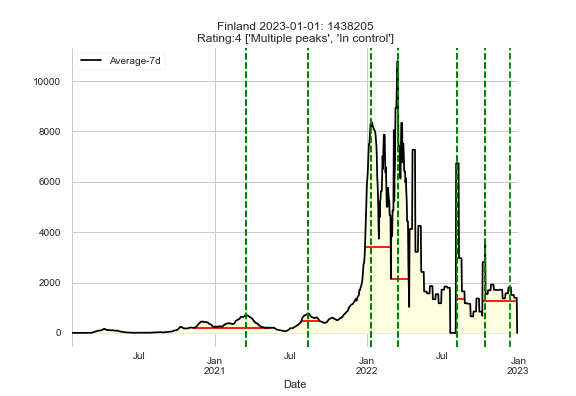 Finland 2023-01-01: 1438205
Rating:4 ['Multiple peaks', 'In control']
Average-7d
10000
8000
6000
4000
2000
0
Jul
Jan
2021
Jul
Jan
2022
Jul
Jan
2023
Date